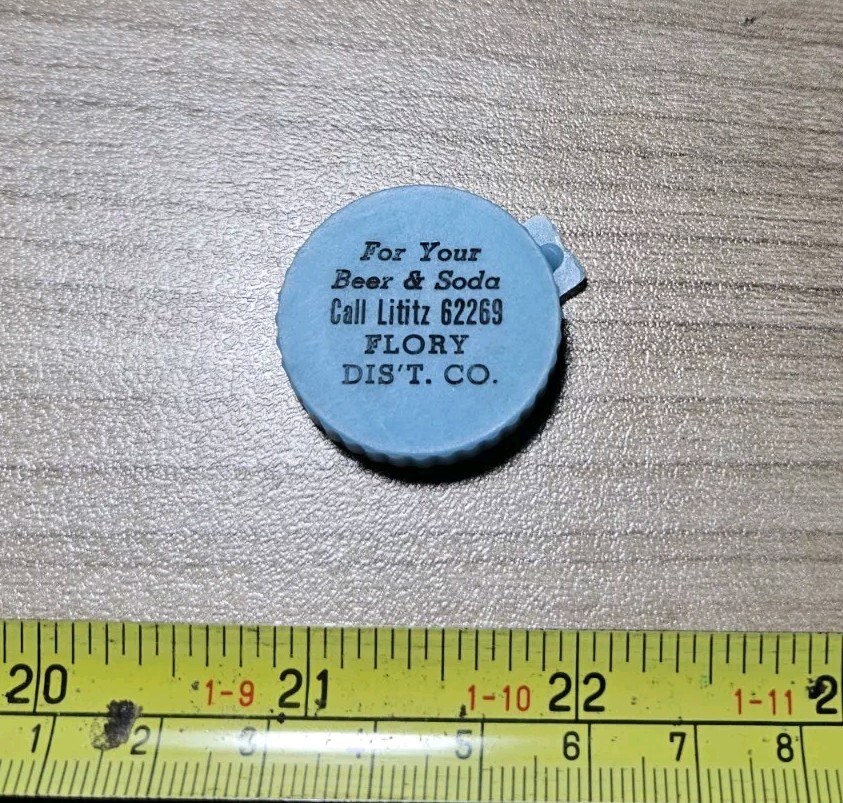 For Your
Beer & Soda
Call Lititz 62269
FLORY
DIS'T. CO.
20 1-9 21 1-10 22 1-11 2
1 2 3 4 5 6 7 8